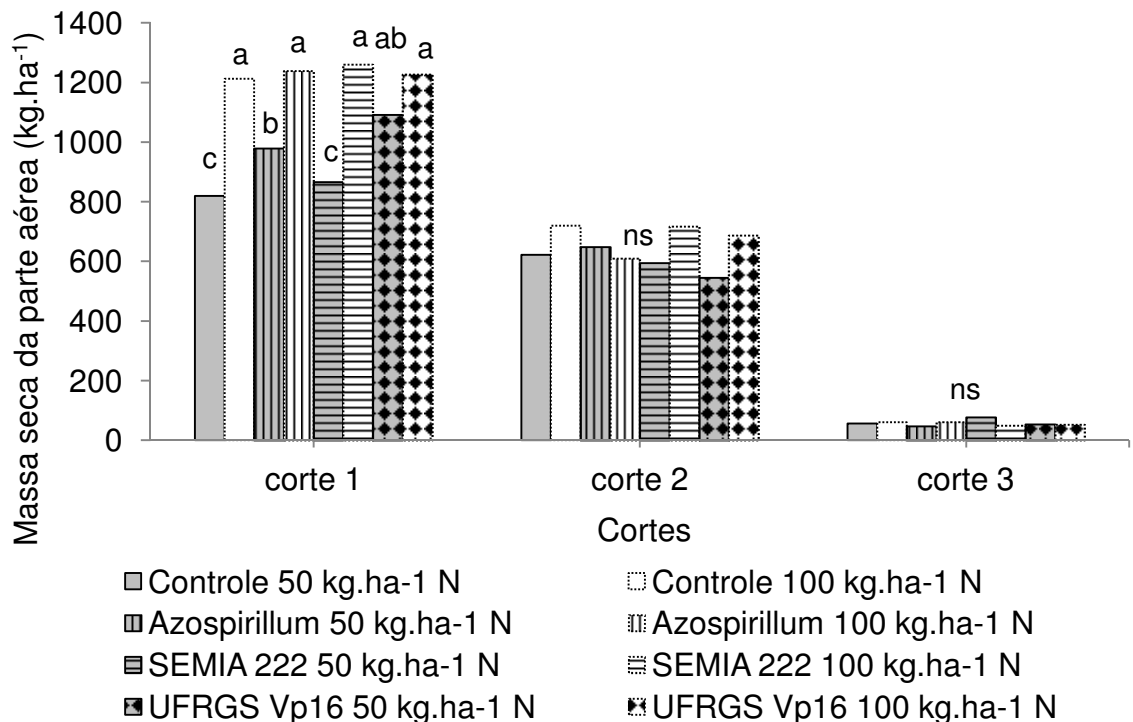 Massa seca da parte aérea (kg.ha-1)
1400
1200
1000
800
600
400
200
0
c a b a c a ab a
ns
ns
corte 1 corte 2 corte 3
Cortes
Controle 50 kg.ha-1 N Controle 100 kg.ha-1 N
Azospirillum 50 kg.ha-1 N Azospirillum 100 kg.ha-1 N
SEMIA 222 50 kg.ha-1 N SEMIA 222 100 kg.ha-1 N
UFRGS Vp16 50 kg.ha-1 N UFRGS Vp16 100 kg.ha-1 N